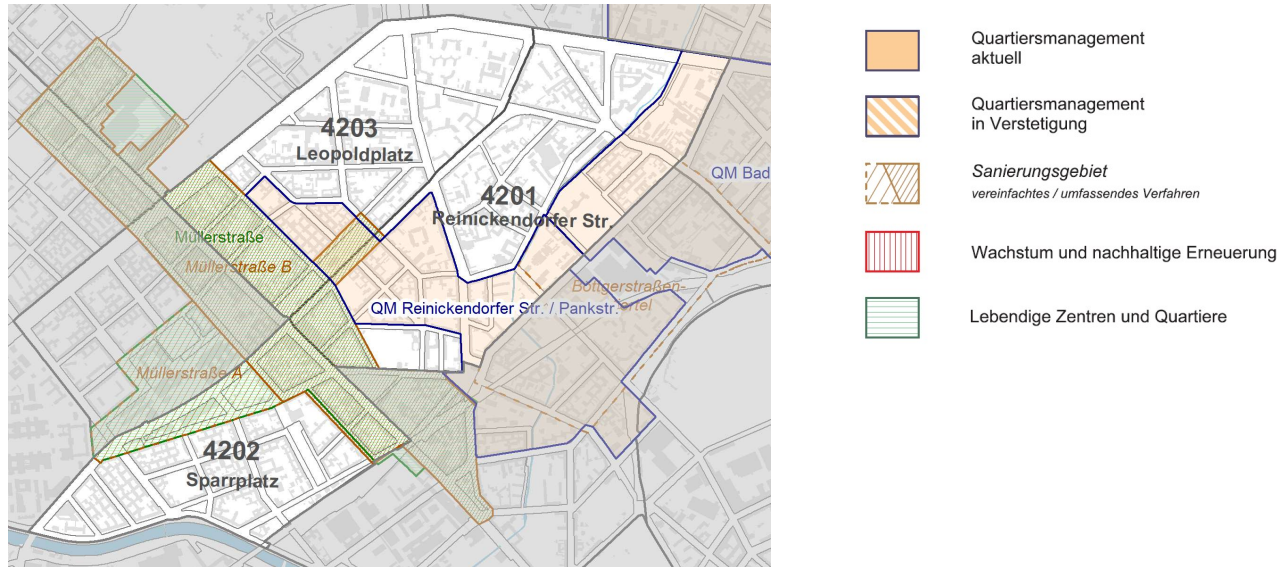 4203
Leopoldplatz
4201
Reinickendorfer Str.
QM Bad
Müllerstraße
Müllerstraße B
QM Reinickendorfer Str. / Pankstr.
Müllerstraße A
4202
Sparrplatz
Quartiersmanagement
aktuell
Quartiersmanagement
in Verstetigung
Sanierungsgebiet
vereinfachtes / umfassendes Verfahren
Wachstum und nachhaltige Erneuerung
Lebendige Zentren und Quartiere